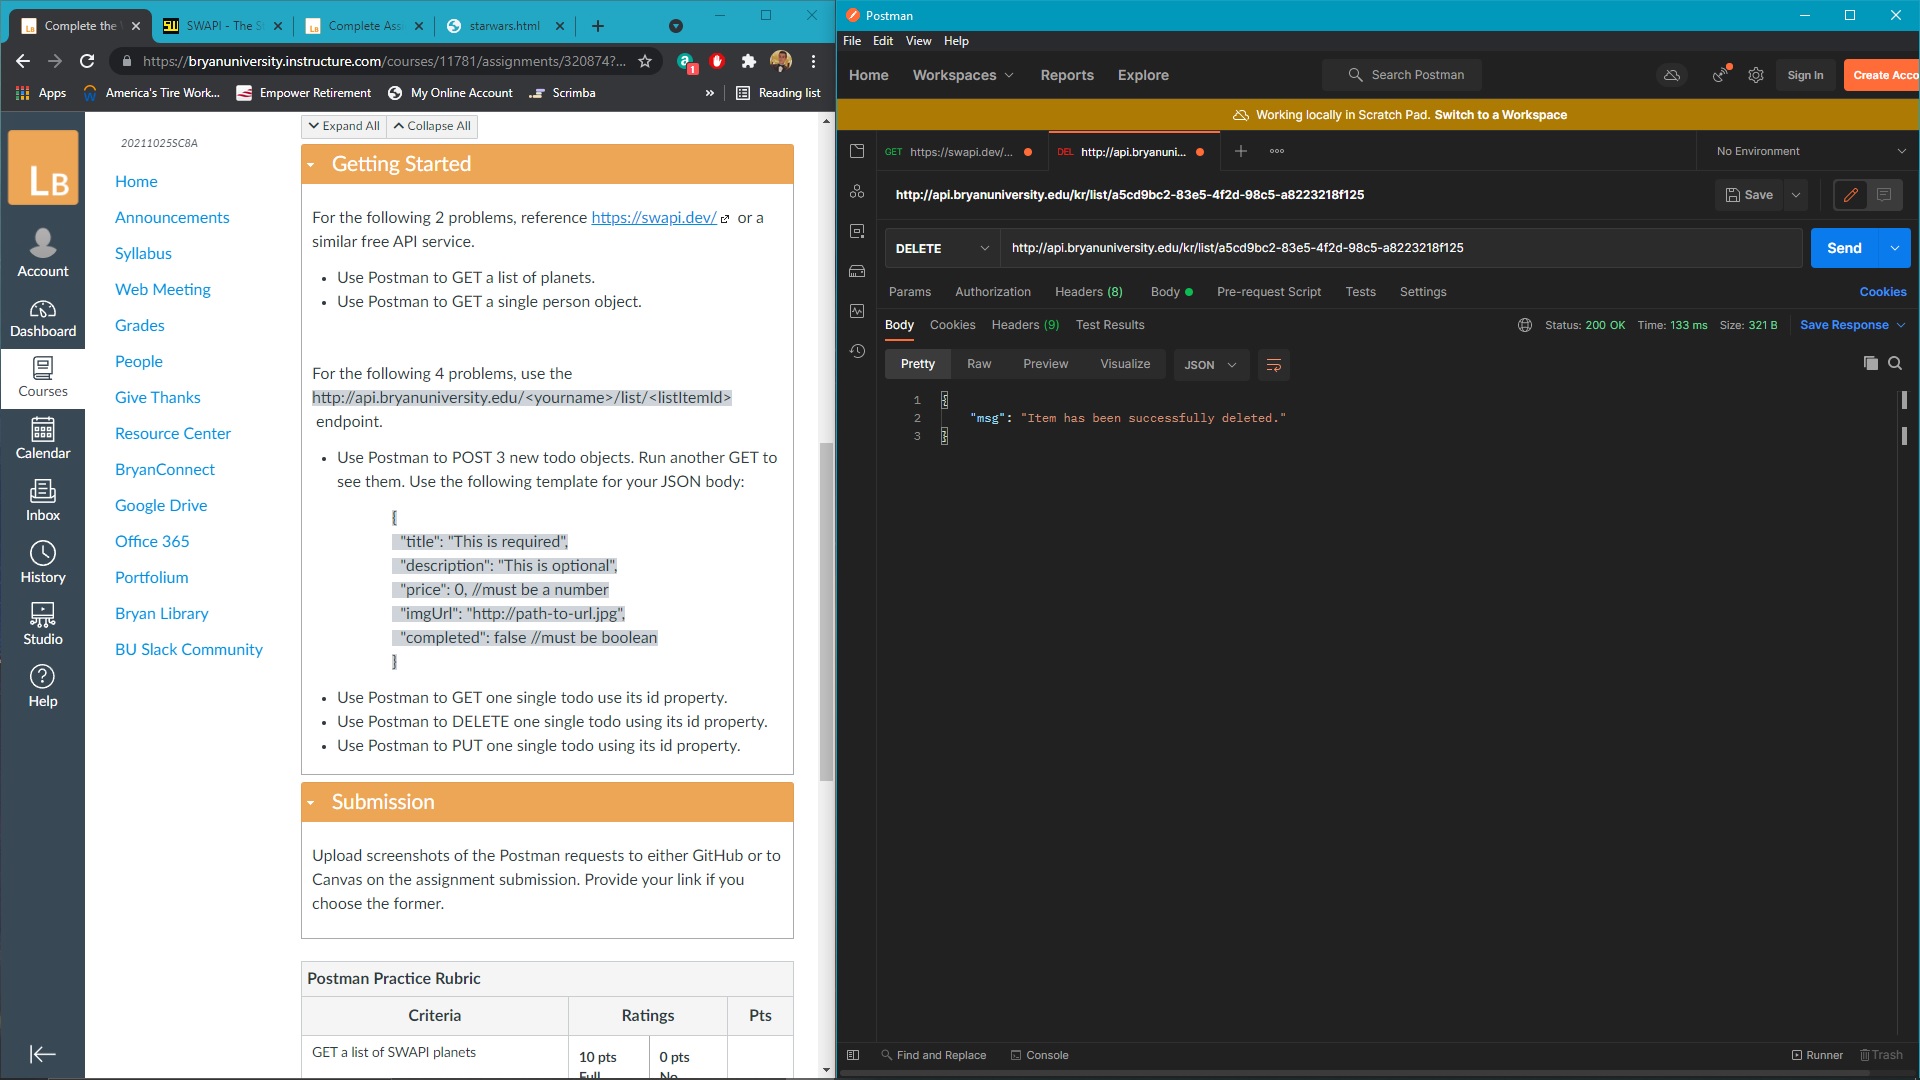 Complete the
SWAPI - The S
Complete Ass
starwars.html
https://bryanuniversity.instructure.com/courses/11781/assignments/320874?...
1
Apps
America's Tire Work...
Empower Retirement
My Online Account
Scrimba
»
Reading list
LB
Account
Dashboard
Courses
Calendar
Inbox
History
Studio
Help
20211025SC8A
Home
Announcements
Syllabus
Web Meeting
Grades
People
Give Thanks
Resource Center
BryanConnect
Google Drive
Office 365
Portfolium
Bryan Library
BU Slack Community
Expand All
Collapse All
Getting Started
For the following 2 problems, reference https://swapi.dev/ or a
similar free API service.
• Use Postman to GET a list of planets.
• Use Postman to GET a single person object.
For the following 4 problems, use the
http://api.bryanuniversity.edu/<yourname>/list/<listItemId>
endpoint.
• Use Postman to POST 3 new todo objects. Run another GET to
see them. Use the following template for your JSON body:
{
"title": "This is required",
"description": "This is optional",
"price": 0, //must be a number
"imgUrl": "http://path-to-url.jpg",
"completed": false //must be boolean
}
• Use Postman to GET one single todo use its id property.
• Use Postman to DELETE one single todo using its id property.
• Use Postman to PUT one single todo using its id property.
Submission
Upload screenshots of the Postman requests to either GitHub or to
Canvas on the assignment submission. Provide your link if you
choose the former.
Postman Practice Rubric
Criteria
Ratings
Pts
GET a list of SWAPI planets
10 pts
Full
0 pts
No
Postman
File
Edit
View
Help
Home
Workspaces
Reports
Explore
Search Postman
Sign In
Create Acco
Working locally in Scratch Pad. Switch to a Workspace
GET https://swapi.dev/...
DEL http://api.bryanuni...
No Environment
http://api.bryanuniversity.edu/kr/list/a5cd9bc2-83e5-4f2d-98c5-a8223218f125
Save
DELETE
http://api.bryanuniversity.edu/kr/list/a5cd9bc2-83e5-4f2d-98c5-a8223218f125
Send
Params
Authorization
Headers (8)
Body
Pre-request Script
Tests
Settings
Cookies
Body
Cookies
Headers (9)
Test Results
Status: 200 OK
Time: 133 ms
Size: 321 B
Save Response
Pretty
Raw
Preview
Visualize
JSON
1 {
2 "msg": "Item has been successfully deleted."
3 }
Find and Replace
Console
Runner
Trash